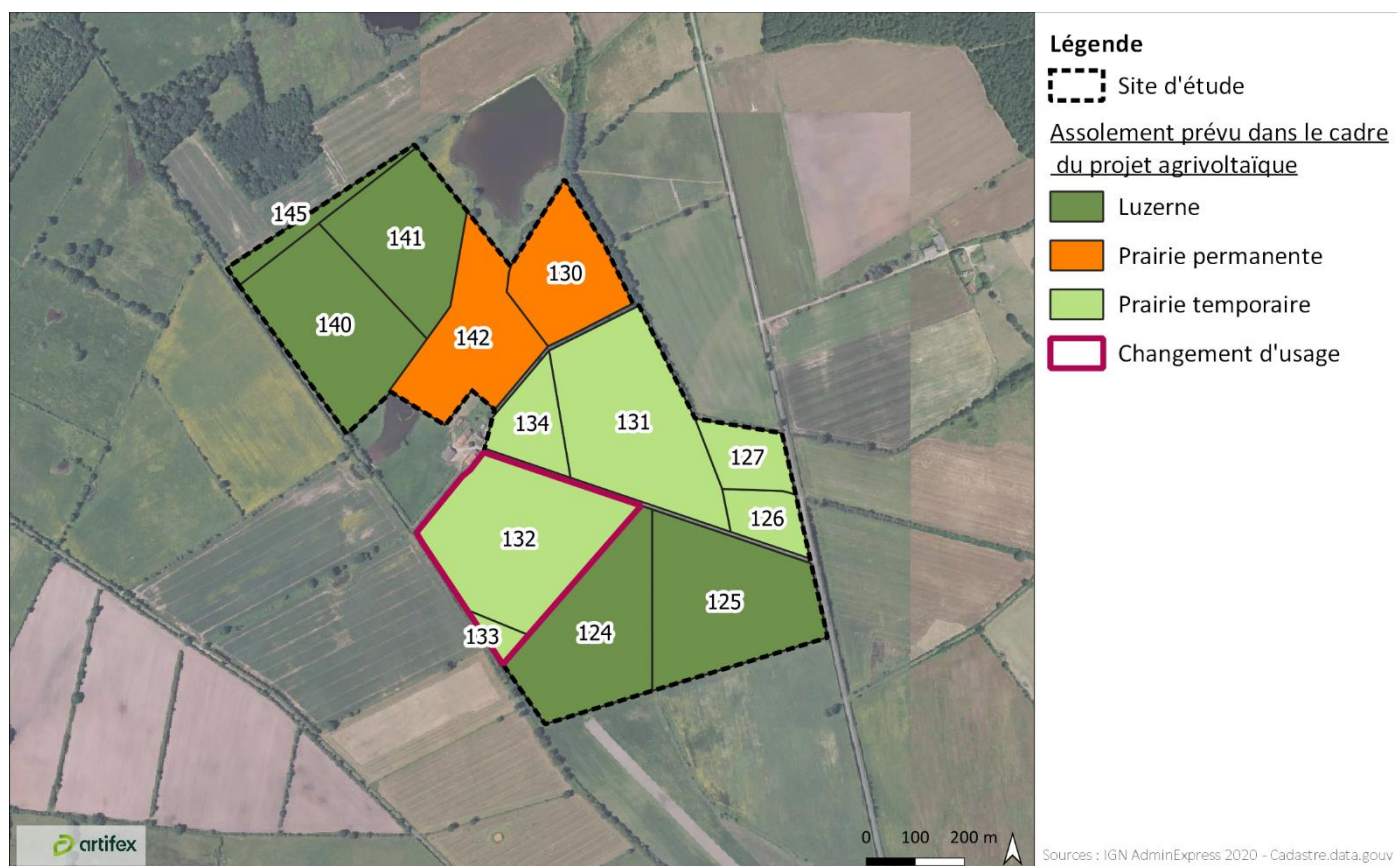 145
141
130
140
142
134
131
127
126
132
125
124
133
artifex
0 100 200 m
Légende
Site d'étude
Assolement prévu dans le cadre
du projet agrivoltaïque
Luzerne
Prairie permanente
Prairie temporaire
Changement d'usage
Sources : IGN AdminExpress 2020 - Cadastre.data.gouv